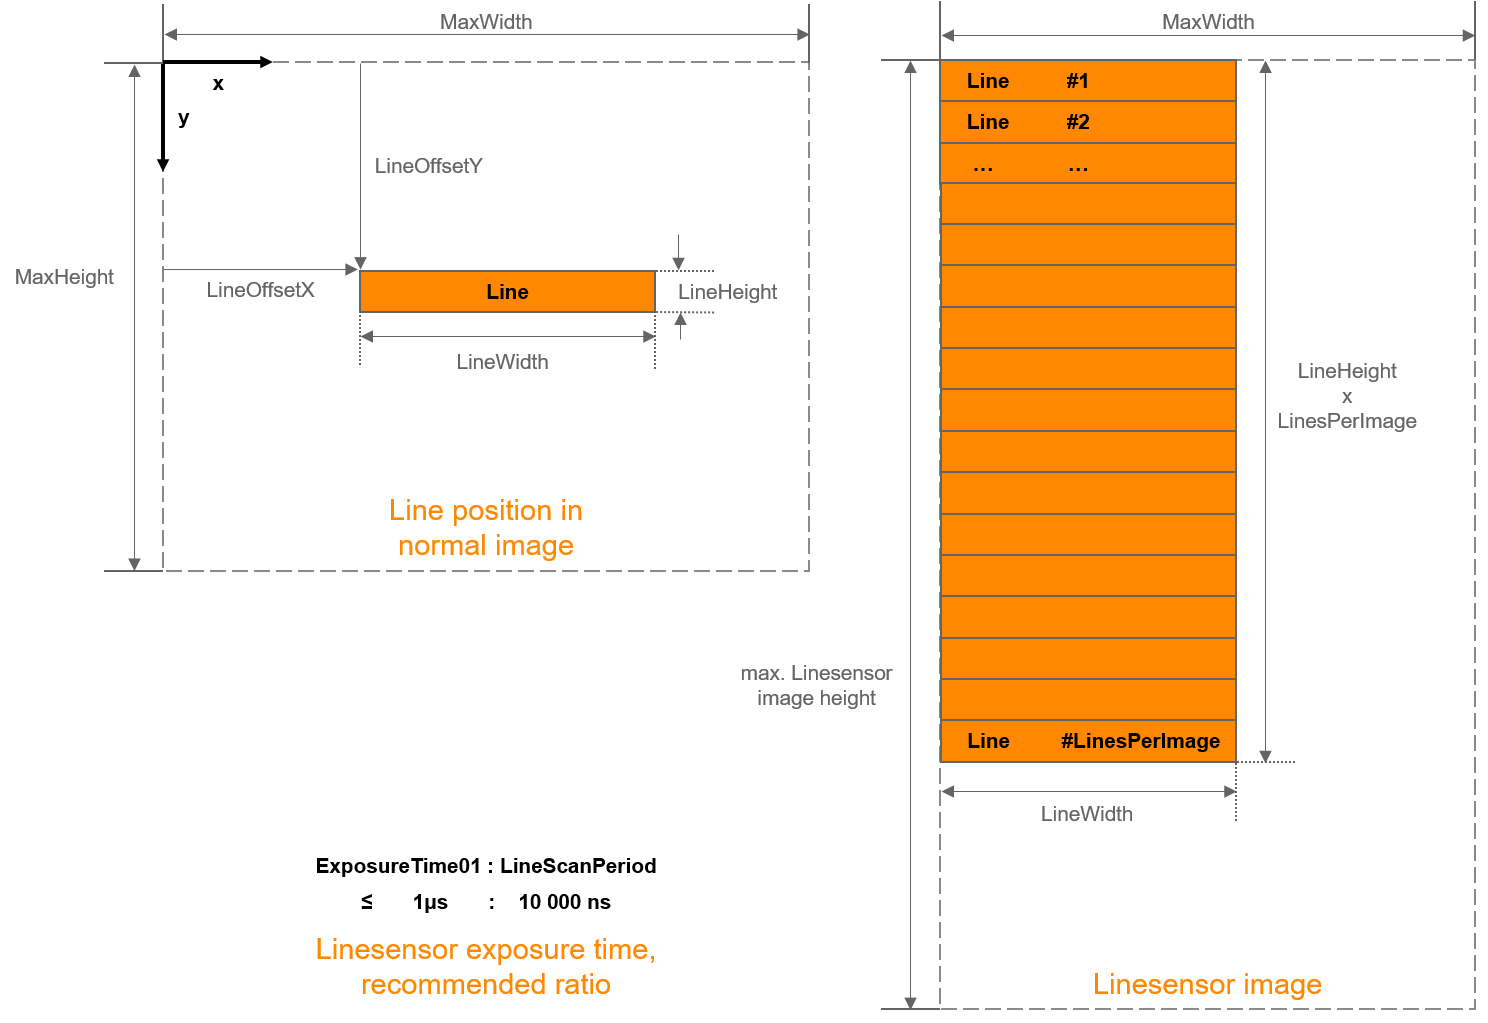 MaxWidth
x
y
LineOffsetY
MaxHeight
LineOffsetX
Line
LineHeight
LineWidth
Line position in
normal image
ExposureTime01 : LineScanPeriod
≤ 1µs : 10 000 ns
Linesensor exposure time,
recommended ratio
MaxWidth
Line #1
Line #2
... ...
LineHeight
x
LinesPerImage
max. Linesensor
image height
Line #LinesPerImage
LineWidth
Linesensor image